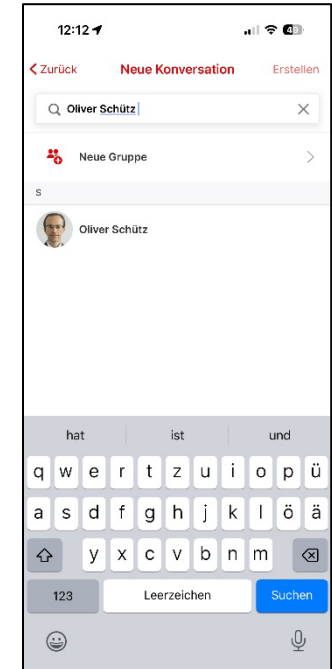 12:12
49
Zurück Neue Konversation Erstellen
Oliver Schütz
Neue Gruppe
S
Oliver Schütz
hat ist und
q w e r t z u i o p ü
a s d f g h j k l ö ä
y x c v b n m
123 Leerzeichen Suchen